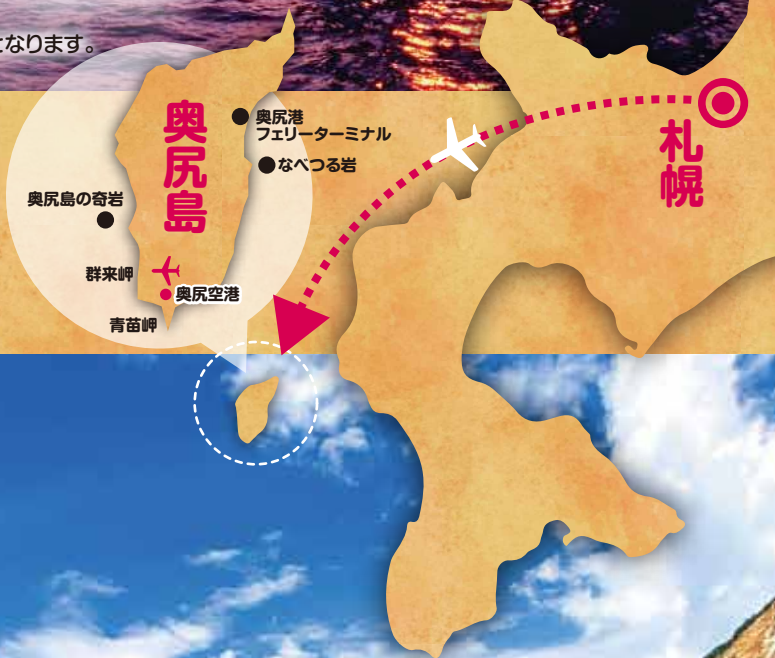 となります。
奥尻島
奥尻港
フェリーターミナル
なべつる岩
奥尻島の奇岩
群来岬
奥尻空港
青苗岬
札幌